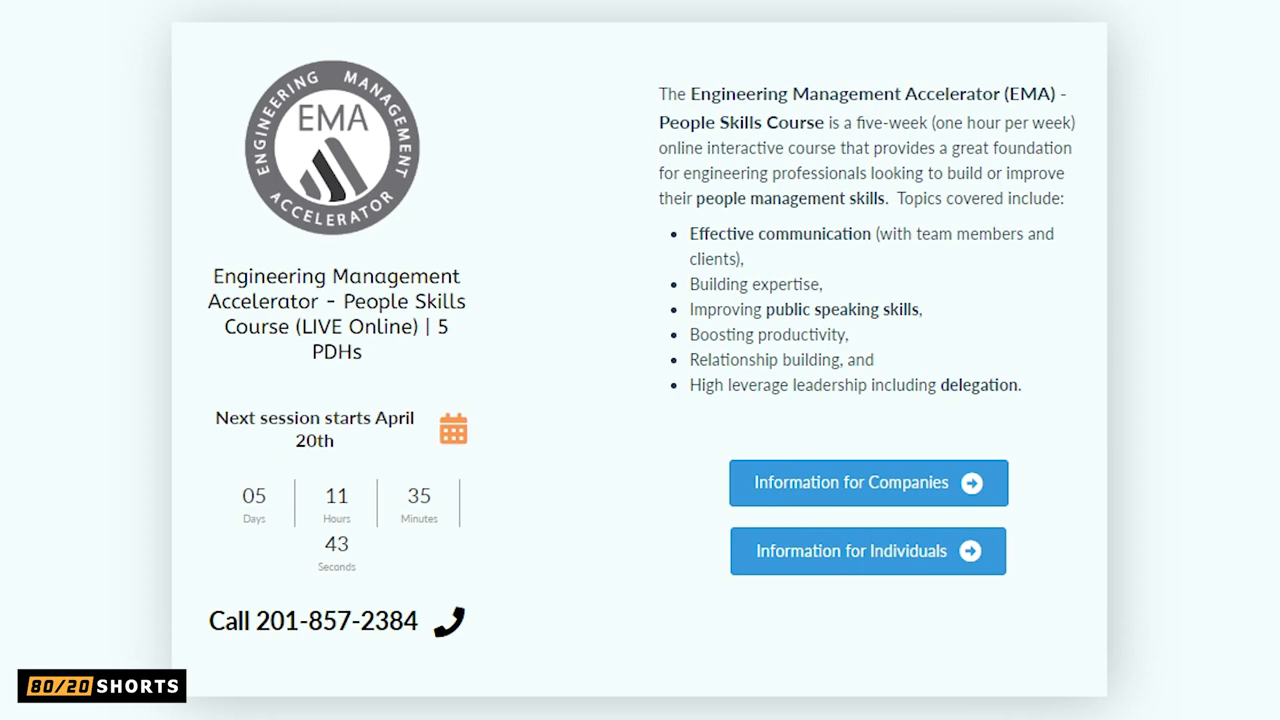 ENGINEERING MANAGEMENT
EMA
ACCELERATOR
Engineering Management
Accelerator - People Skills
Course (LIVE Online) | 5
PDHs
Next session starts April
20th
05
Days
11
Hours
35
Minutes
43
Seconds
Call 201-857-2384
The Engineering Management Accelerator (EMA) -
People Skills Course is a five-week (one hour per week)
online interactive course that provides a great foundation
for engineering professionals looking to build or improve
their people management skills. Topics covered include:
Effective communication (with team members and
clients),
Building expertise,
Improving public speaking skills,
Boosting productivity,
Relationship building, and
High leverage leadership including delegation.
Information for Companies
Information for Individuals
80/20 SHORTS